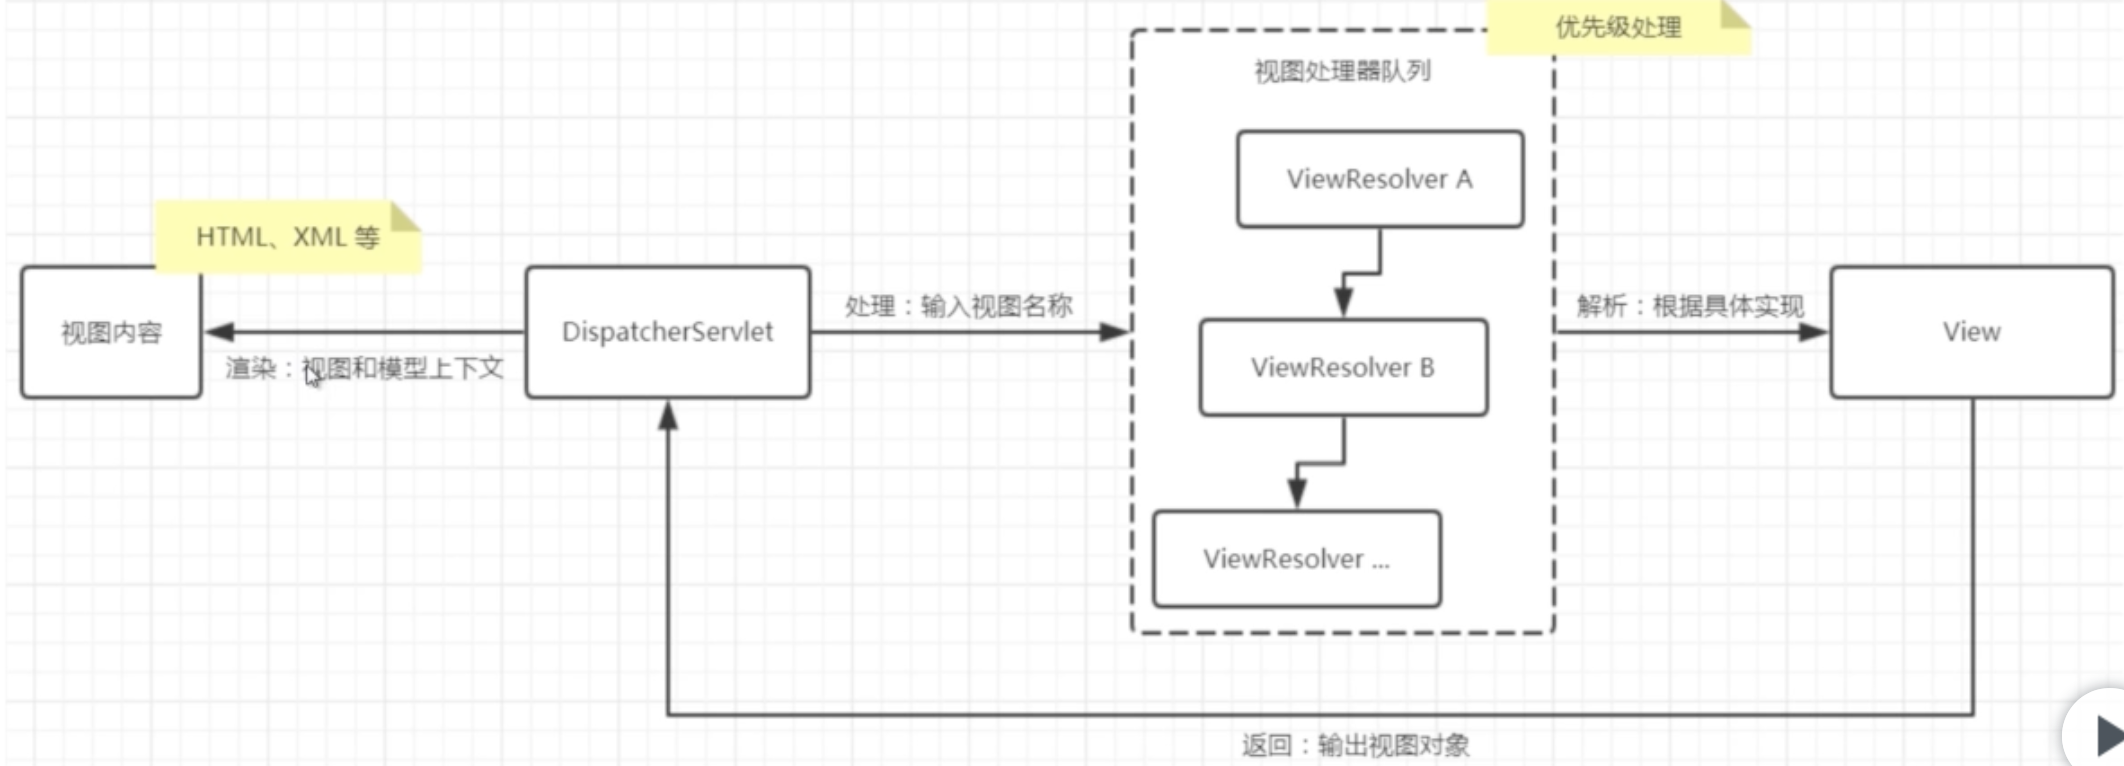 优先级处理
视图处理器队列
ViewResolver A
HTML、XML 等
处理：输入视图名称
解析：根据具体实现
视图内容
DispatcherServlet
View
渲染：视图和模型上下文
ViewResolver B
ViewResolver ...
返回：输出视图对象